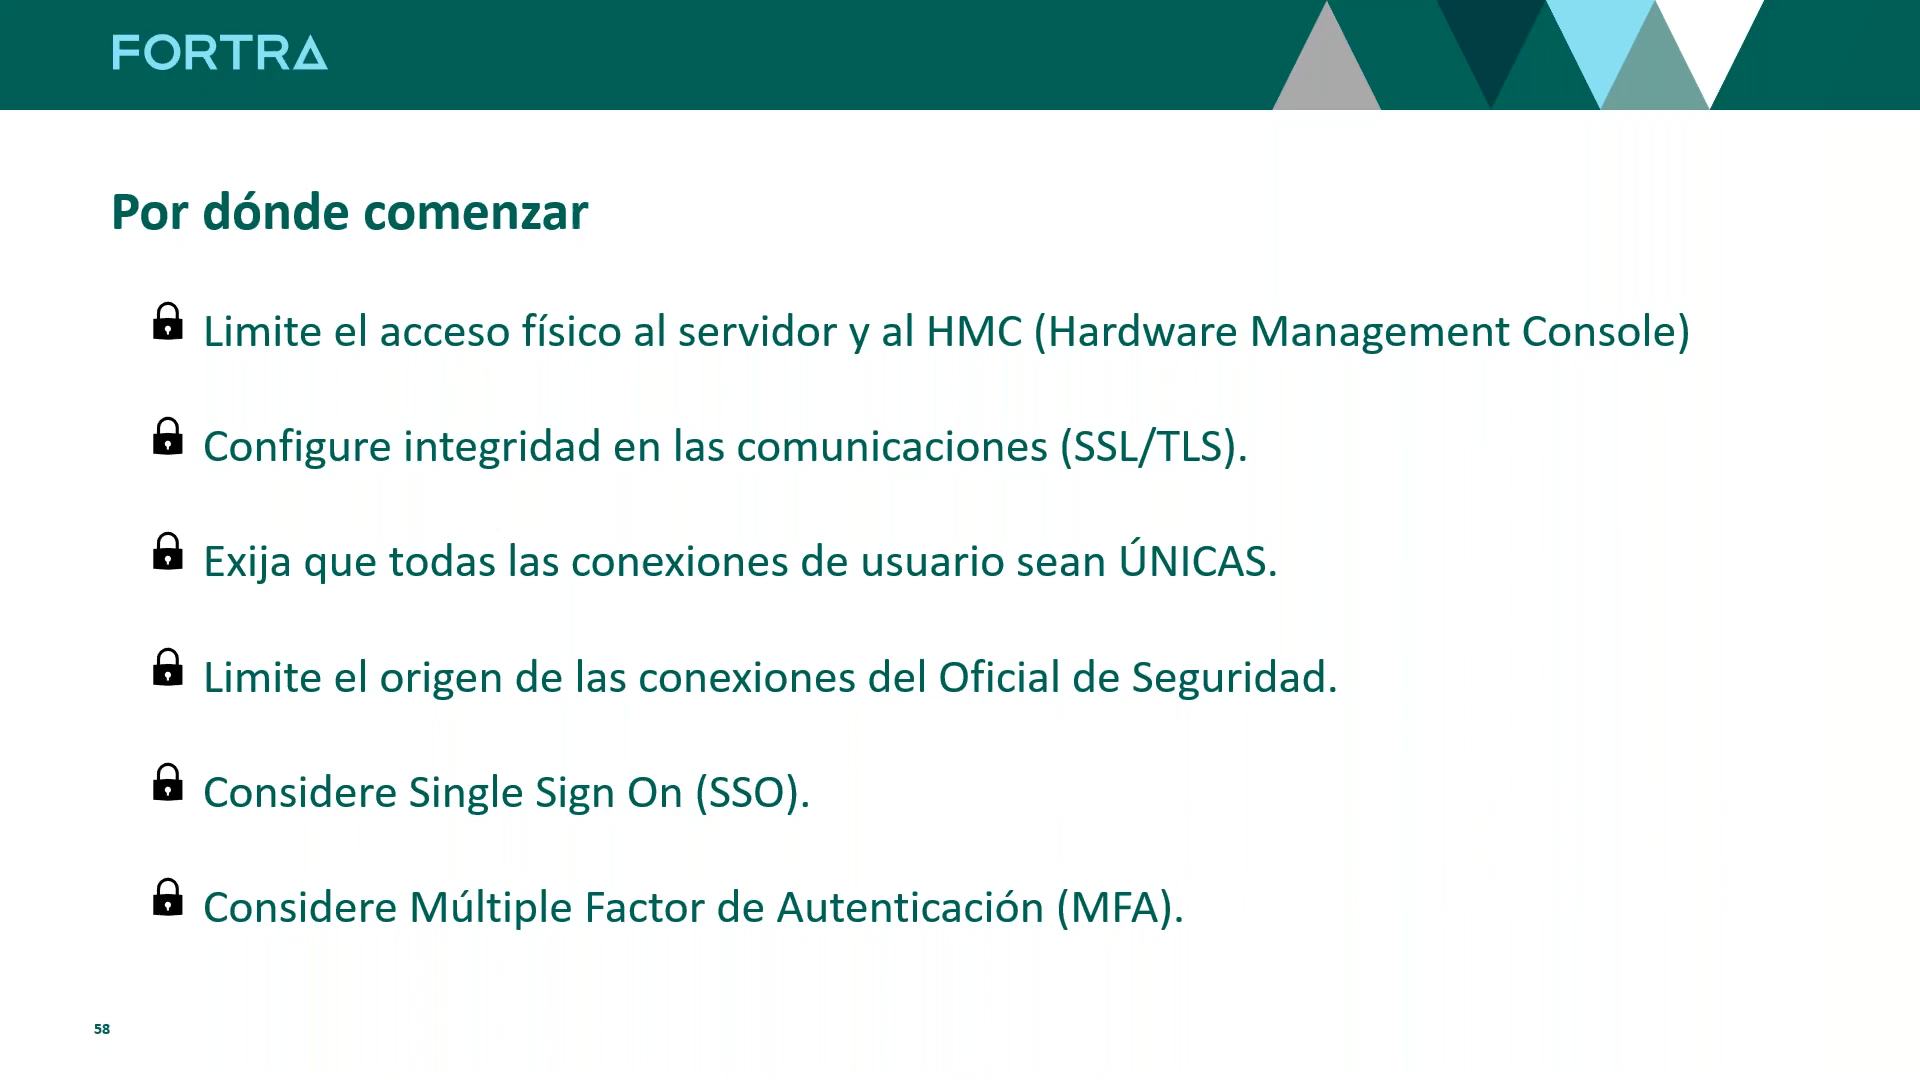 FORTRA
Por dónde comenzar
Limite el acceso físico al servidor y al HMC (Hardware Management Console)
Configure integridad en las comunicaciones (SSL/TLS).
Exija que todas las conexiones de usuario sean ÚNICAS.
Limite el origen de las conexiones del Oficial de Seguridad.
Considere Single Sign On (SSO).
Considere Múltiple Factor de Autenticación (MFA).
58